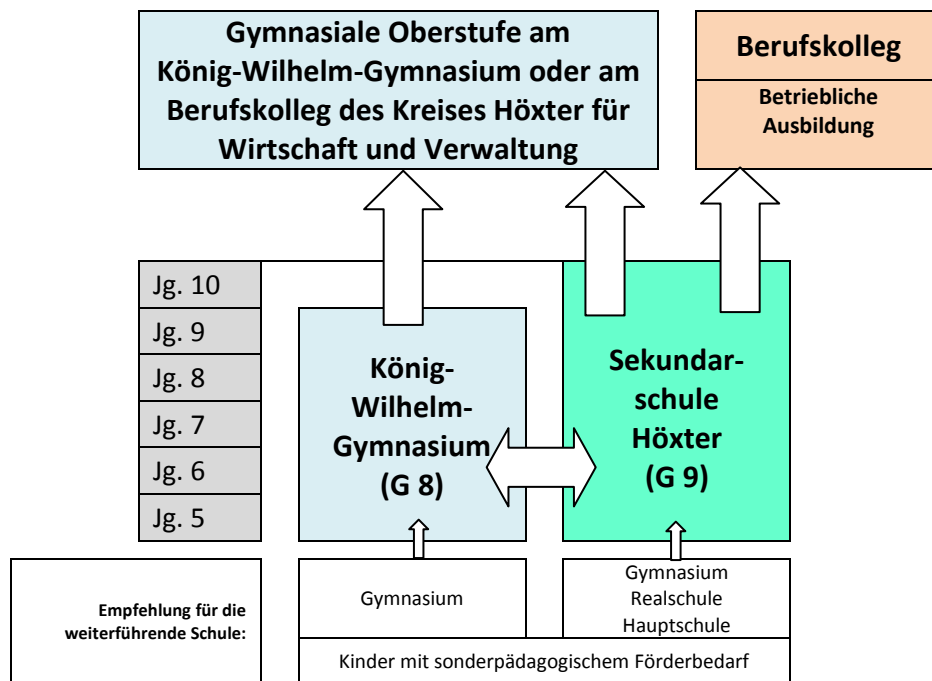 Gymnasiale Oberstufe am
König-Wilhelm-Gymnasium oder am
Berufskolleg des Kreises Höxter für
Wirtschaft und Verwaltung
Berufskolleg
Betriebliche
Ausbildung
Jg. 10
Jg. 9
Jg. 8
Jg. 7
Jg. 6
Jg. 5
König-
Wilhelm-
Gymnasium
(G 8)
Sekundar-
schule
Höxter
(G 9)
Empfehlung für die
weiterführende Schule:
Gymnasium
Gymnasium
Realschule
Hauptschule
Kinder mit sonderpädagogischem Förderbedarf